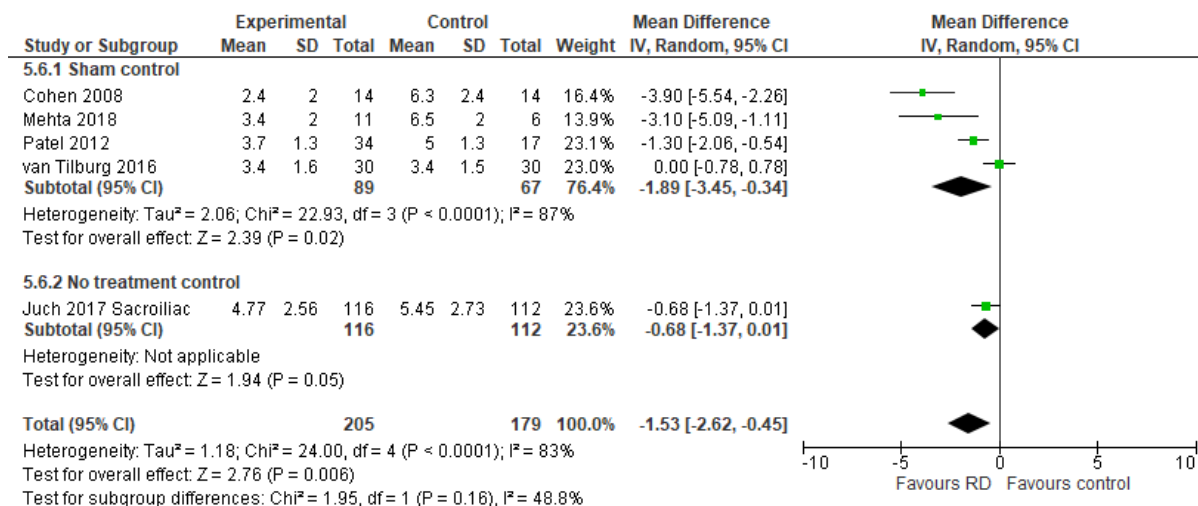 Experimental Control Mean Difference Mean Difference
Study or Subgroup Mean SD Total Mean SD Total Weight IV, Random, 95% CI IV, Random, 95% CI
5.6.1 Sham control
Cohen 2008 2.4 2 14 6.3 2.4 14 16.4% -3.90 [-5.54, -2.26]
Mehta 2018 3.4 2 11 6.5 2 6 13.9% -3.10 [-5.09, -1.11]
Patel 2012 3.7 1.3 34 5 1.3 17 23.1% -1.30 [-2.06, -0.54]
van Tilburg 2016 3.4 1.6 30 3.4 1.5 30 23.0% 0.00 [-0.78, 0.78]
Subtotal (95% CI) 89 67 76.4% -1.89 [-3.45, -0.34]
Heterogeneity: Tau² = 2.06; Chi² = 22.93, df = 3 (P < 0.0001); I² = 87%
Test for overall effect: Z = 2.39 (P = 0.02)
5.6.2 No treatment control
Juch 2017 Sacroiliac 4.77 2.56 116 5.45 2.73 112 23.6% -0.68 [-1.37, 0.01]
Subtotal (95% CI) 116 112 23.6% -0.68 [-1.37, 0.01]
Heterogeneity: Not applicable
Test for overall effect: Z = 1.94 (P = 0.05)
Total (95% CI) 205 179 100.0% -1.53 [-2.62, -0.45]
Heterogeneity: Tau² = 1.18; Chi² = 24.00, df = 4 (P < 0.0001); I² = 83%
Test for overall effect: Z = 2.76 (P = 0.006)
Test for subgroup differences: Chi² = 1.95, df = 1 (P = 0.16), I² = 48.8%
-10 -5 0 5 10
Favours RD Favours control